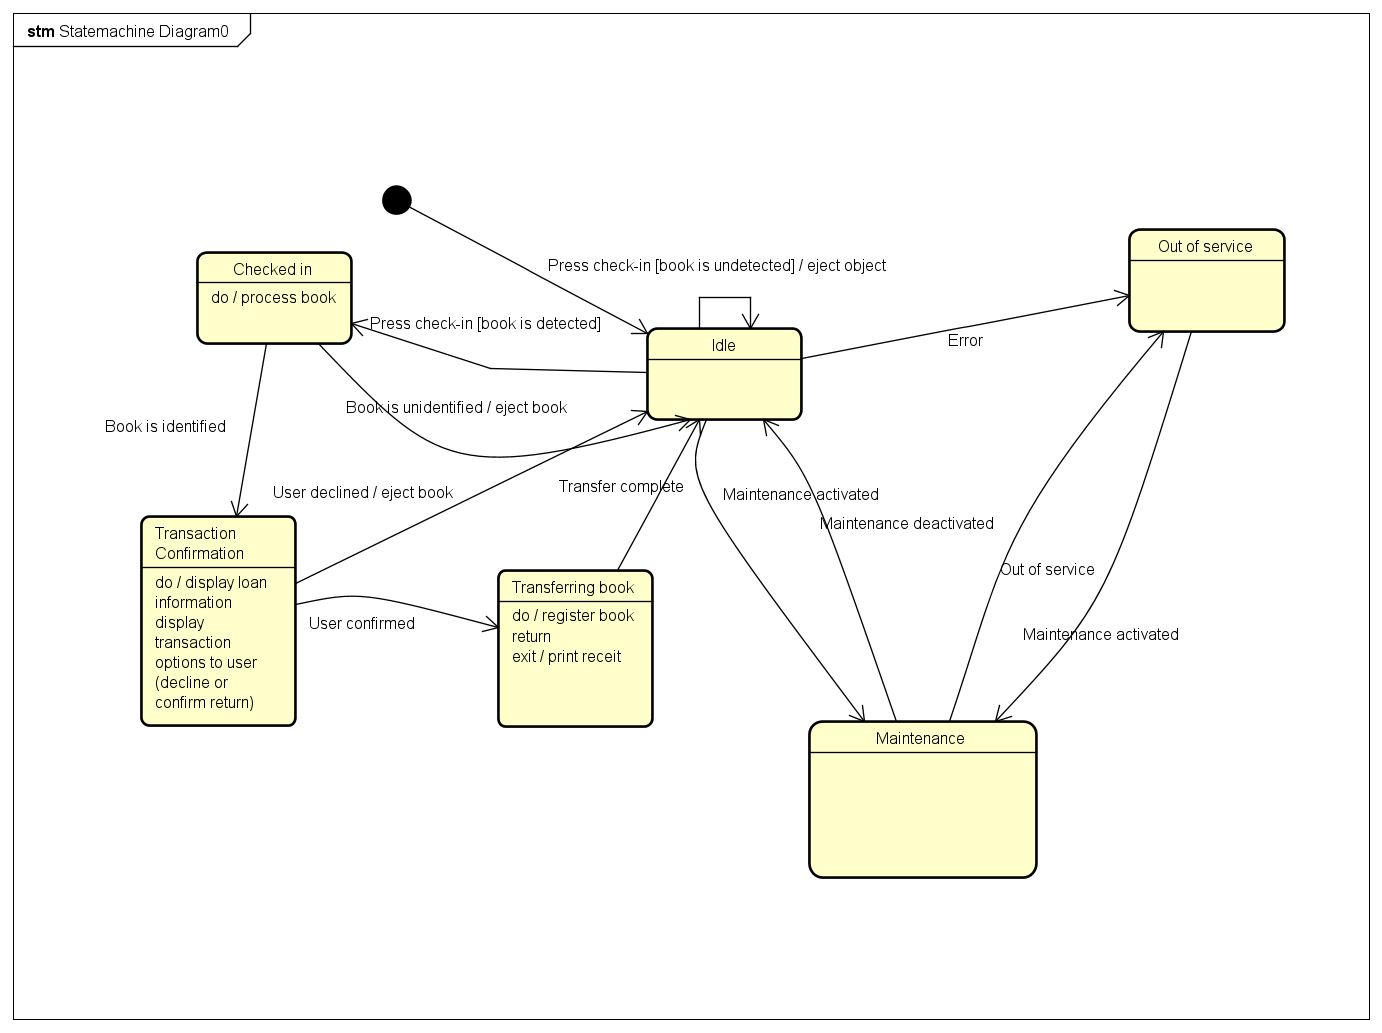 stm Statemachine Diagram0
Out of service
Checked in
do / process book
Press check-in [book is undetected] / eject object
Press check-in [book is detected]
Idle
Error
Book is unidentified / eject book
Book is identified
User declined / eject book
Transfer complete
Maintenance activated
Maintenance deactivated
Transaction
Confirmation
do / display loan
information
display
transaction
options to user
(decline or
confirm return)
User confirmed
Transferring book
do / register book
return
exit / print receit
Out of service
Maintenance activated
Maintenance